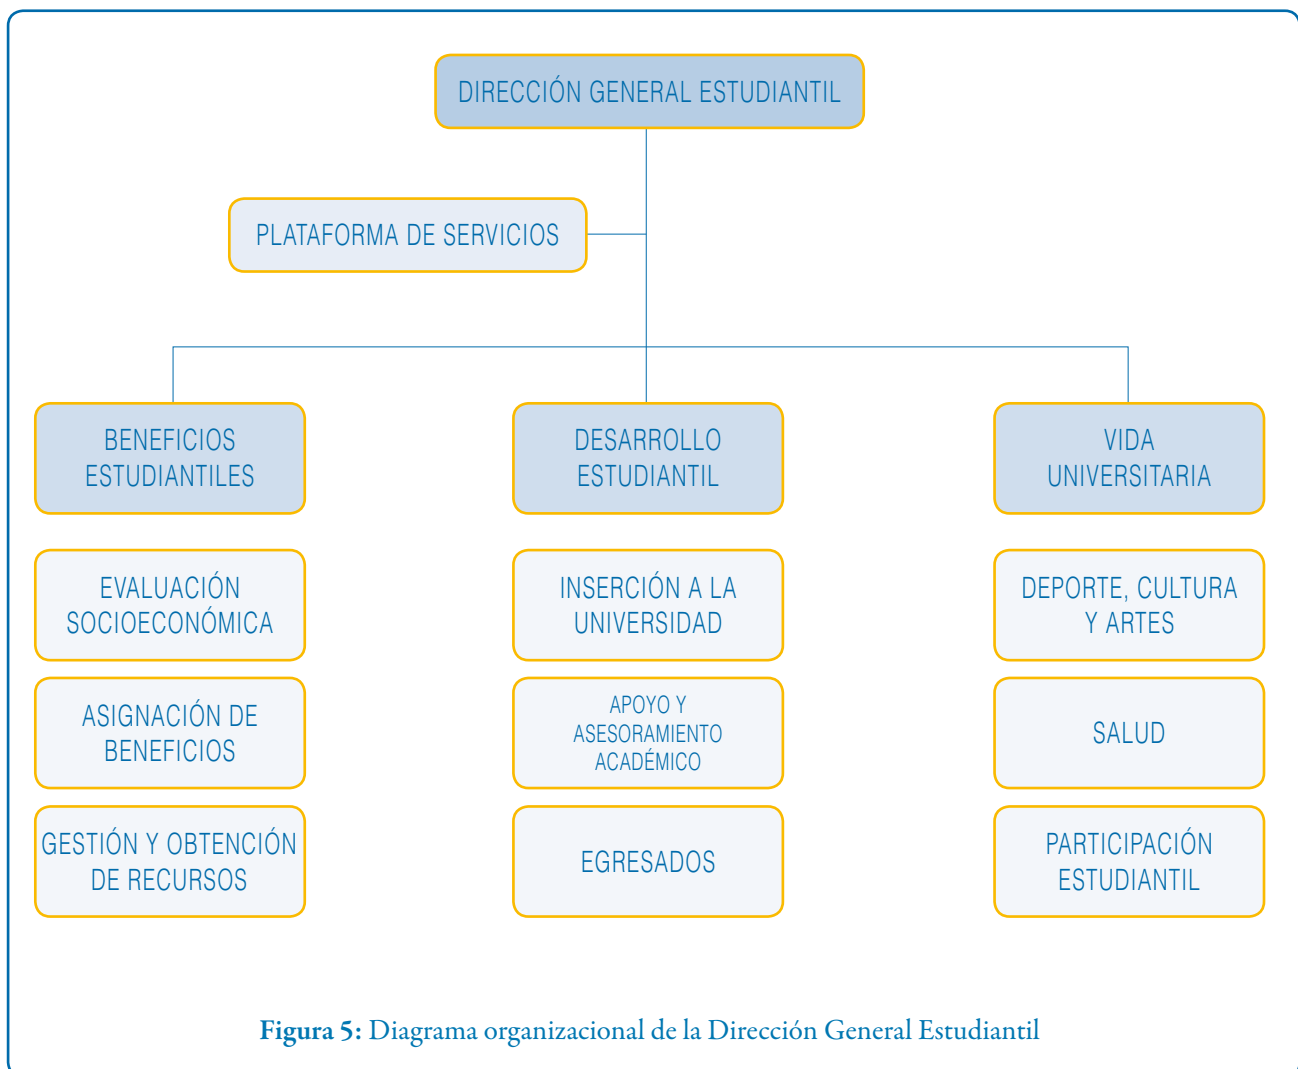 DIRECCIÓN GENERAL ESTUDIANTIL
PLATAFORMA DE SERVICIOS
BENEFICIOS
ESTUDIANTILES
DESARROLLO
ESTUDIANTIL
VIDA
UNIVERSITARIA
EVALUACIÓN
SOCIOECONÓMICA
INSERCIÓN A LA
UNIVERSIDAD
DEPORTE, CULTURA
Y ARTES
ASIGNACIÓN DE
BENEFICIOS
APOYO Y
ASESORAMIENTO
ACADÉMICO
SALUD
GESTIÓN Y OBTENCIÓN
DE RECURSOS
EGRESADOS
PARTICIPACIÓN
ESTUDIANTIL
Figura 5: Diagrama organizacional de la Dirección General Estudiantil